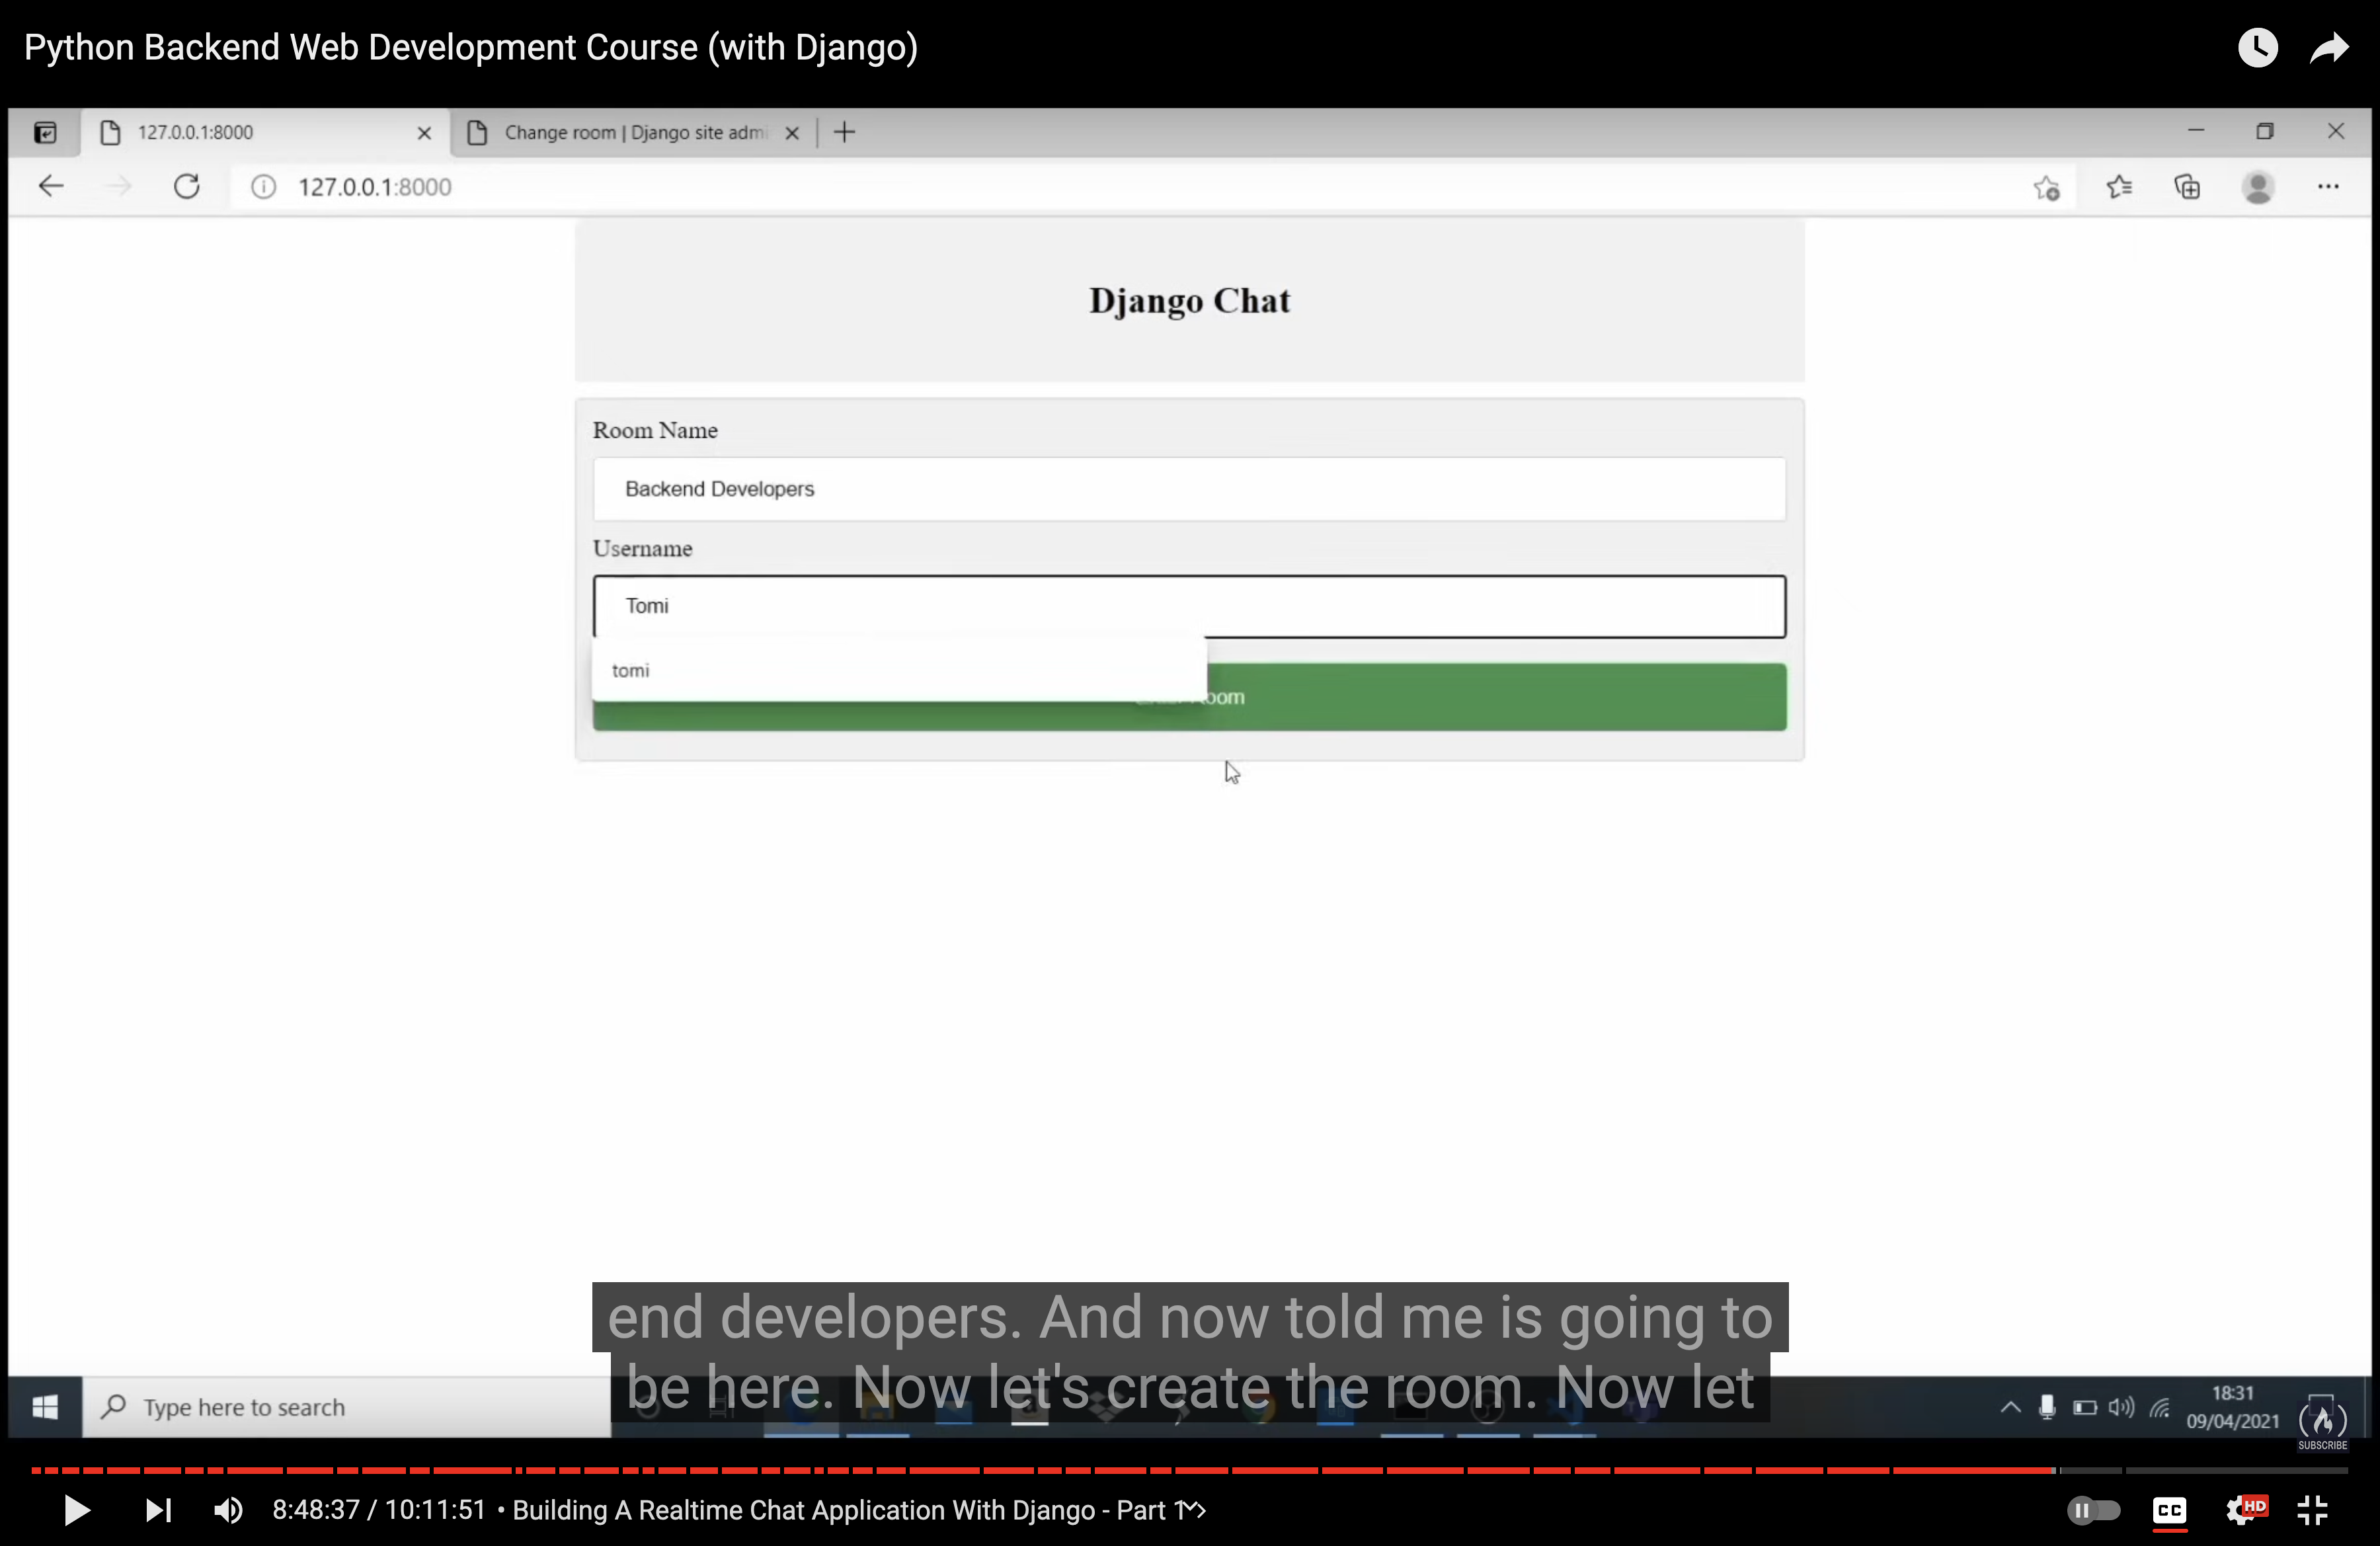 Python Backend Web Development Course (with Django)
127.0.0.1:8000
Change room | Django site admi
127.0.0.1:8000
Django Chat
Room Name
Backend Developers
Username
Tomi
tomi
end developers. And now told me is going to
be here. Now let's create the room. Now let
Type here to search
18:31
09/04/2021
SUBSCRIBE
8:48:37 / 10:11:51 • Building A Realtime Chat Application With Django - Part 1
CC
HD